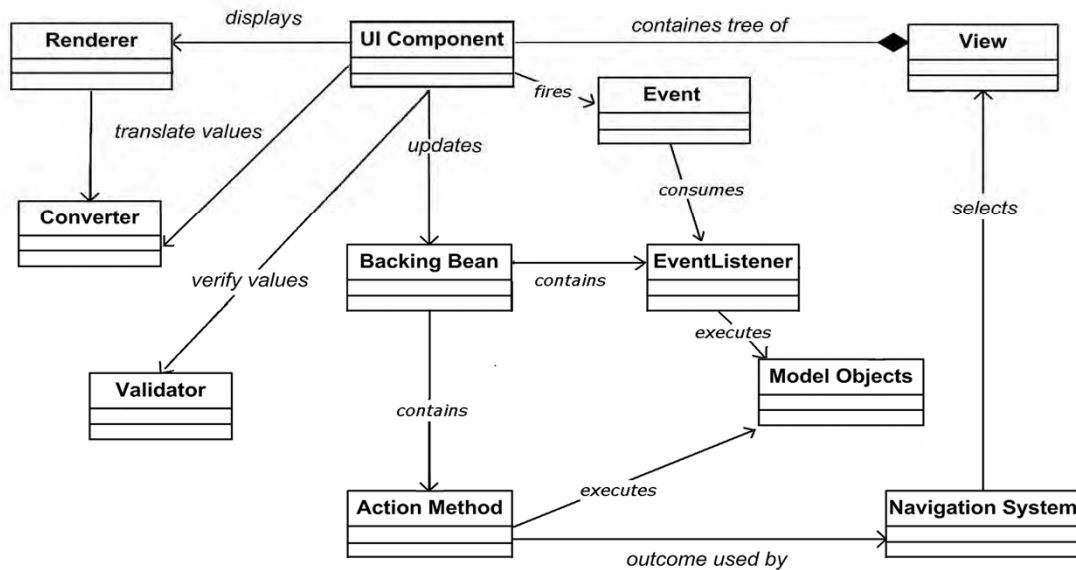 displays
containes tree of
Renderer
UI Component
View
fires
Event
translate values
updates
consumes
Converter
selects
Backing Bean
EventListener
verify values
contains
executes
Validator
Model Objects
contains
executes
Action Method
Navigation System
outcome used by